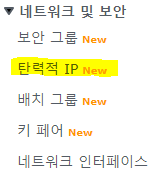 ▼ 네트워크 및 보안
보안 그룹 New
탄력적 IP New
배치 그룹 New
키 페어 New
네트워크 인터페이스